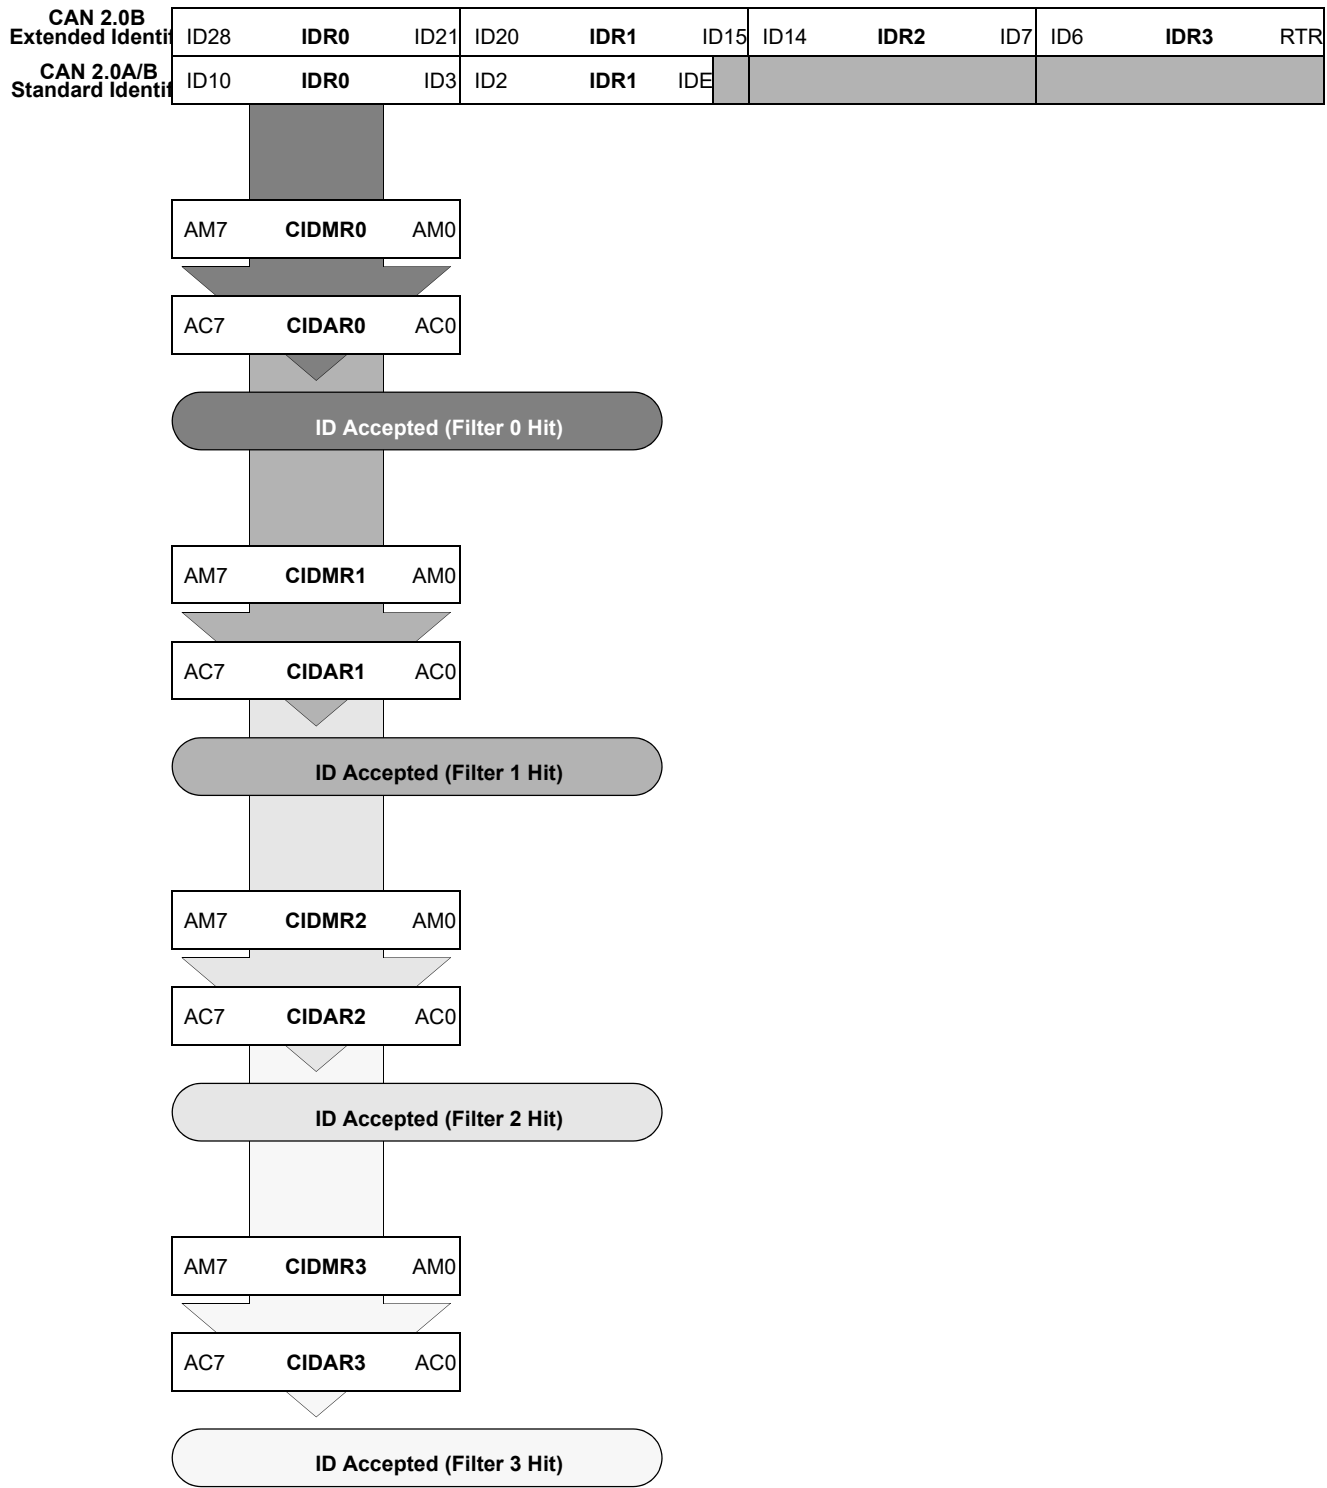 CAN 2.0B
Extended Identif
ID28 IDR0 ID21 ID20 IDR1 ID15 ID14 IDR2 ID7 ID6 IDR3 RTR
CAN 2.0A/B
Standard Identif
ID10 IDR0 ID3 ID2 IDR1 IDE
AM7 CIDMR0 AM0
AC7 CIDAR0 AC0
ID Accepted (Filter 0 Hit)
AM7 CIDMR1 AM0
AC7 CIDAR1 AC0
ID Accepted (Filter 1 Hit)
AM7 CIDMR2 AM0
AC7 CIDAR2 AC0
ID Accepted (Filter 2 Hit)
AM7 CIDMR3 AM0
AC7 CIDAR3 AC0
ID Accepted (Filter 3 Hit)